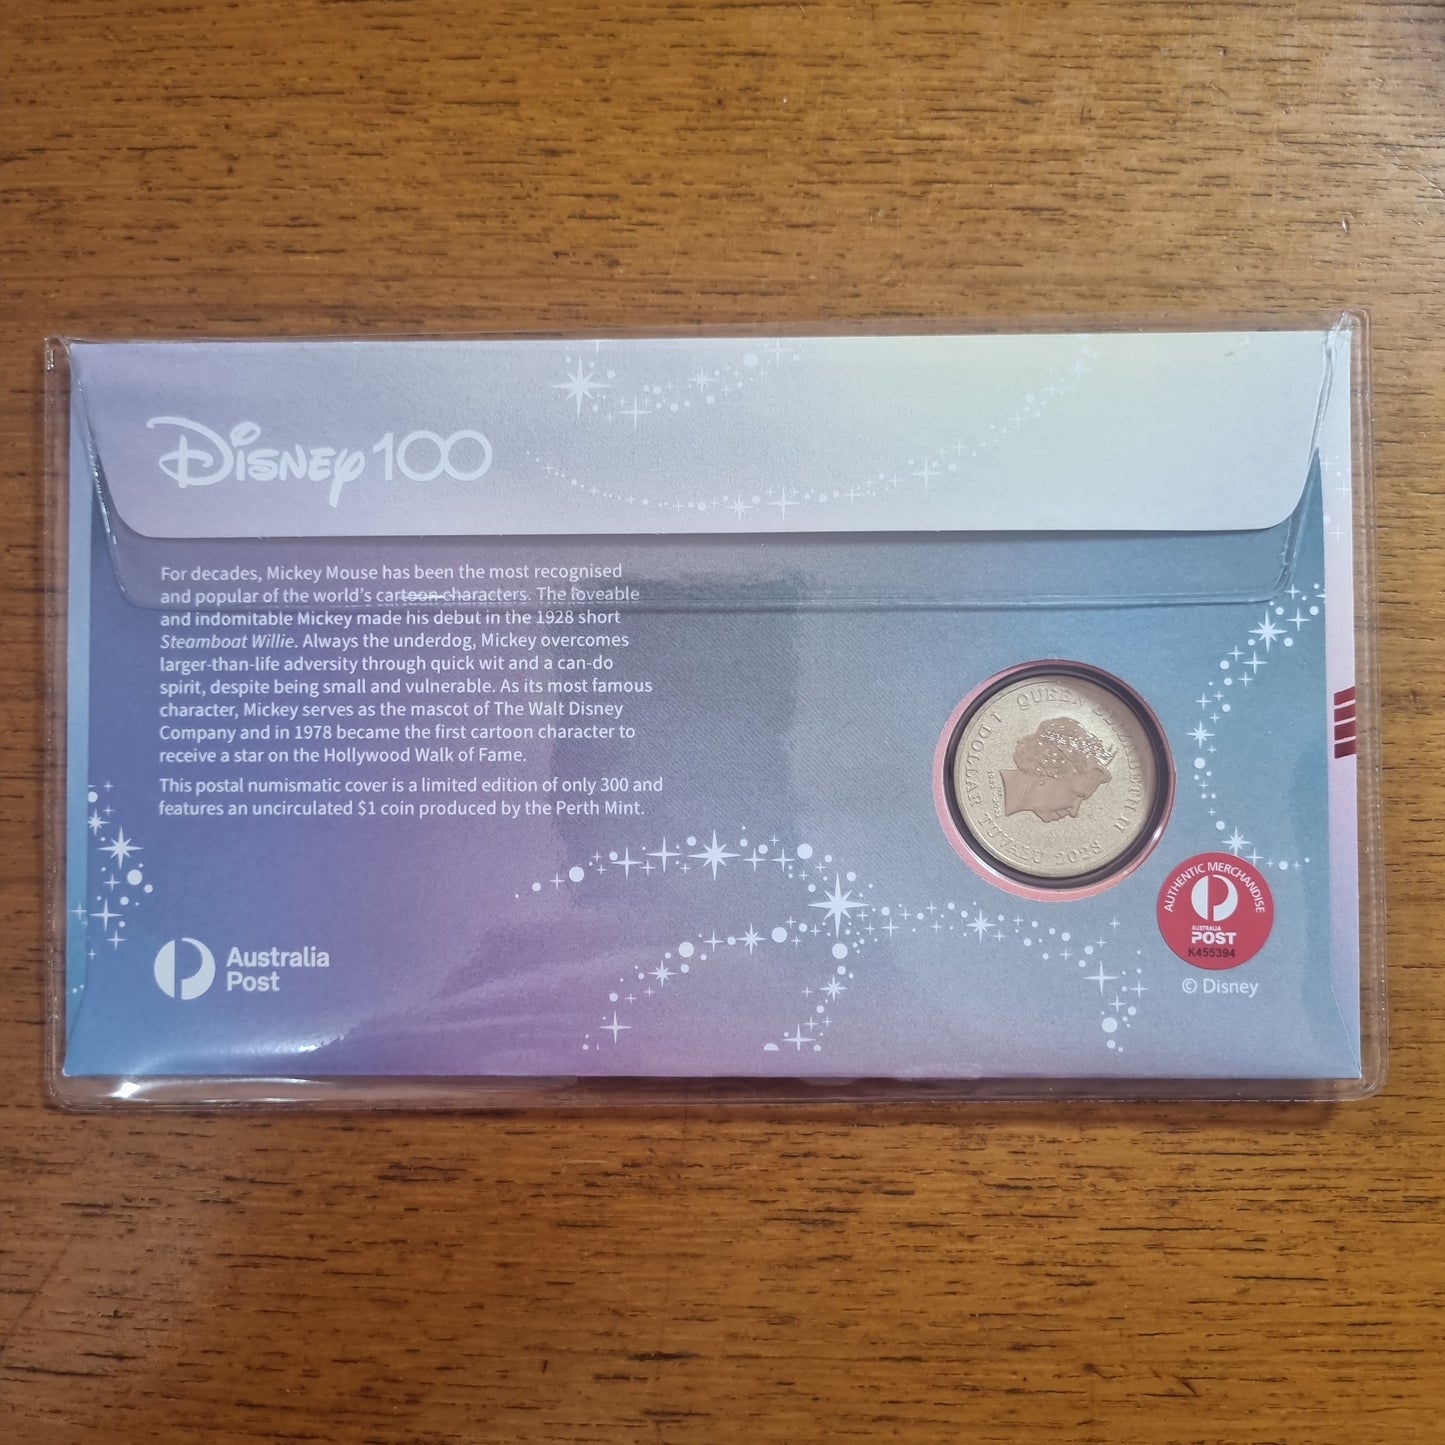 Disney 100
For decades, Mickey Mouse has been the most recognised
and popular of the world's cartoon characters. The loveable
and indomitable Mickey made his debut in the 1928 short
Steamboat Willie. Always the underdog, Mickey overcomes
larger-than-life adversity through quick wit and a can-do
spirit, despite being small and vulnerable. As its most famous
character, Mickey serves as the mascot of The Walt Disney
Company and in 1978 became the first cartoon character to
receive a star on the Hollywood Walk of Fame.
This postal numismatic cover is a limited edition of only 300 and
features an uncirculated $1 coin produced by the Perth Mint.
QUEEN ELIZABETH II
1 DOLLAR TUVALU 2023
1952 2022
AUTHENTIC MERCHANDISE
AUSTRALIA
POST
K455394
© Disney
Australia
Post